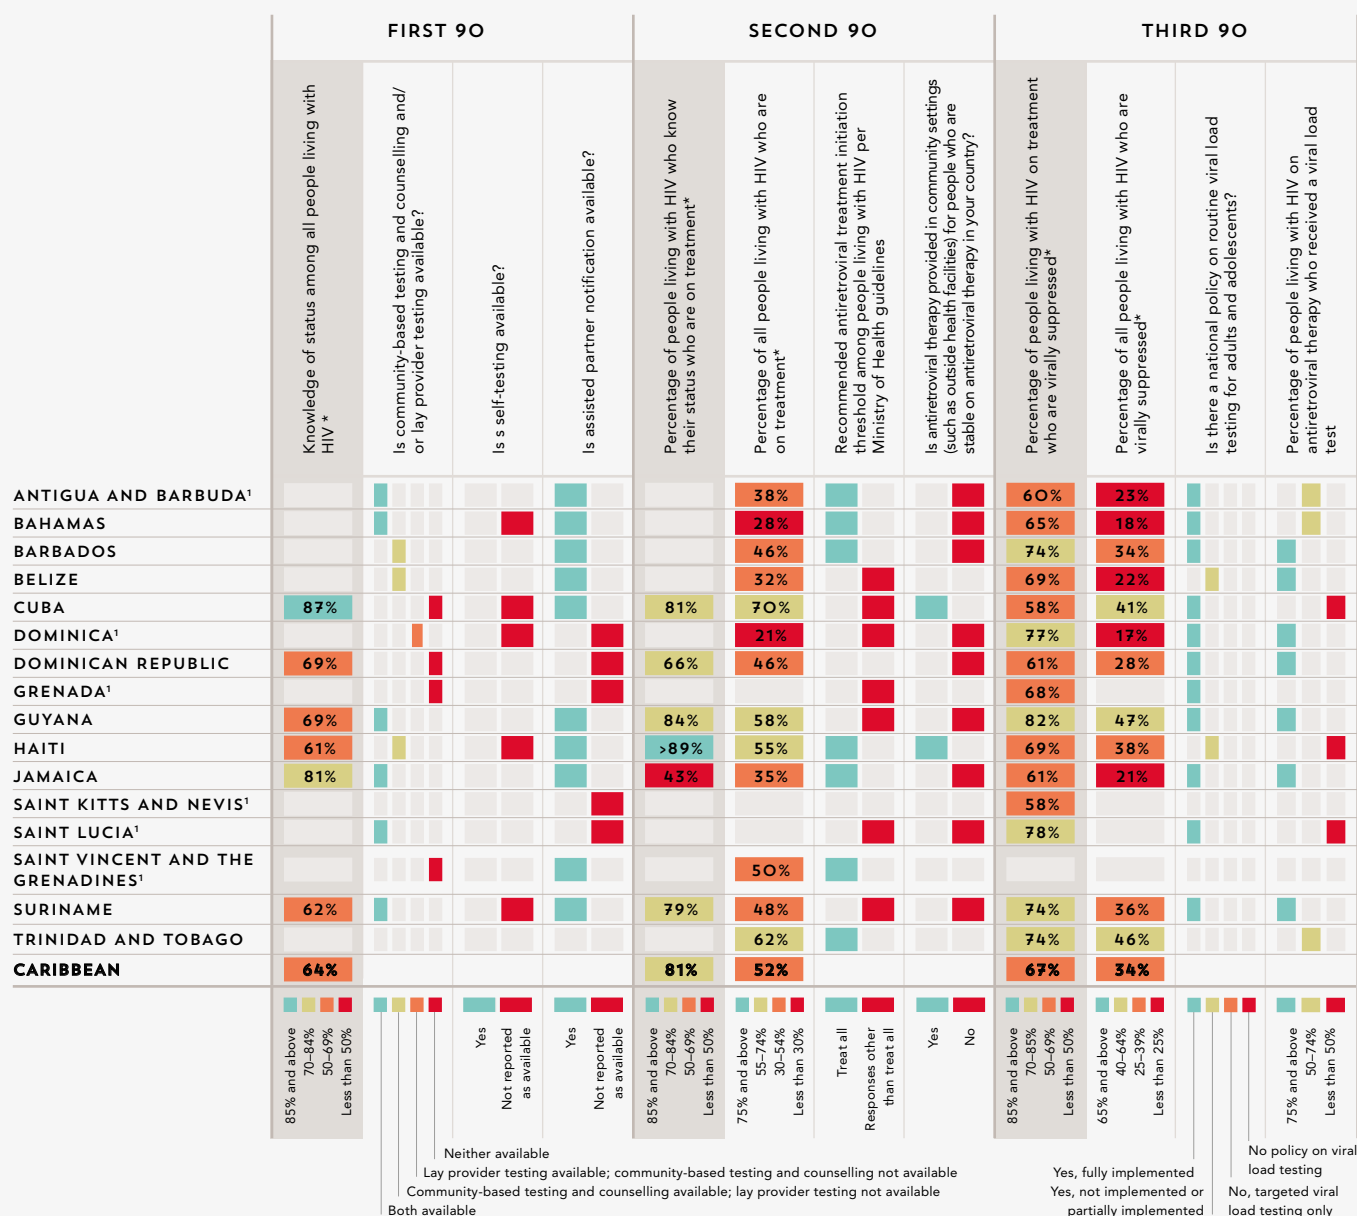 FIRST 90
SECOND 90
THIRD 90
Knowledge of status among all people living with
HIV *
Is community-based testing and counselling and/
or lay provider testing available?
Is s self-testing available?
Is assisted partner notification available?
Percentage of people living with HIV who know
their status who are on treatment*
Percentage of all people living with HIV who are
on treatment*
Recommended antiretroviral treatment initiation
threshold among people living with HIV per
Ministry of Health guidelines
Is antiretroviral therapy provided in community settings
(such as outside health facilities) for people who are
stable on antiretroviral therapy in your country?
Percentage of people living with HIV on treatment
who are virally suppressed*
Percentage of all people living with HIV who are
virally suppressed*
Is there a national policy on routine viral load
testing for adults and adolescents?
Percentage of people living with HIV on
antiretroviral therapy who received a viral load
test
ANTIGUA AND BARBUDA¹ 38% 60% 23%
BAHAMAS 28% 65% 18%
BARBADOS 46% 74% 34%
BELIZE 32% 69% 22%
CUBA 87% 81% 70% 58% 41%
DOMINICA¹ 21% 77% 17%
DOMINICAN REPUBLIC 69% 66% 46% 61% 28%
GRENADA¹ 68%
GUYANA 69% 84% 58% 82% 47%
HAITI 61% >89% 55% 69% 38%
JAMAICA 81% 43% 35% 61% 21%
SAINT KITTS AND NEVIS¹ 58%
SAINT LUCIA¹ 78%
SAINT VINCENT AND THE
GRENADINES¹ 50%
SURINAME 62% 79% 48% 74% 36%
TRINIDAD AND TOBAGO 62% 74% 46%
CARIBBEAN 64% 81% 52% 67% 34%
85% and above
70–84%
50–69%
Less than 50%
Yes
Not reported
as available
Yes
Not reported
as available
85% and above
70–84%
50–69%
Less than 50%
75% and above
55–74%
30–54%
Less than 30%
Treat all
Responses other
than treat all
Yes
No
85% and above
70–85%
50–69%
Less than 50%
65% and above
40–64%
25–39%
Less than 25%
75% and above
50–74%
Less than 50%
Neither available
Lay provider testing available; community-based testing and counselling not available
Community-based testing and counselling available; lay provider testing not available
Both available
Yes, fully implemented
Yes, not implemented or
partially implemented
No policy on viral
load testing
No, targeted viral
load testing only